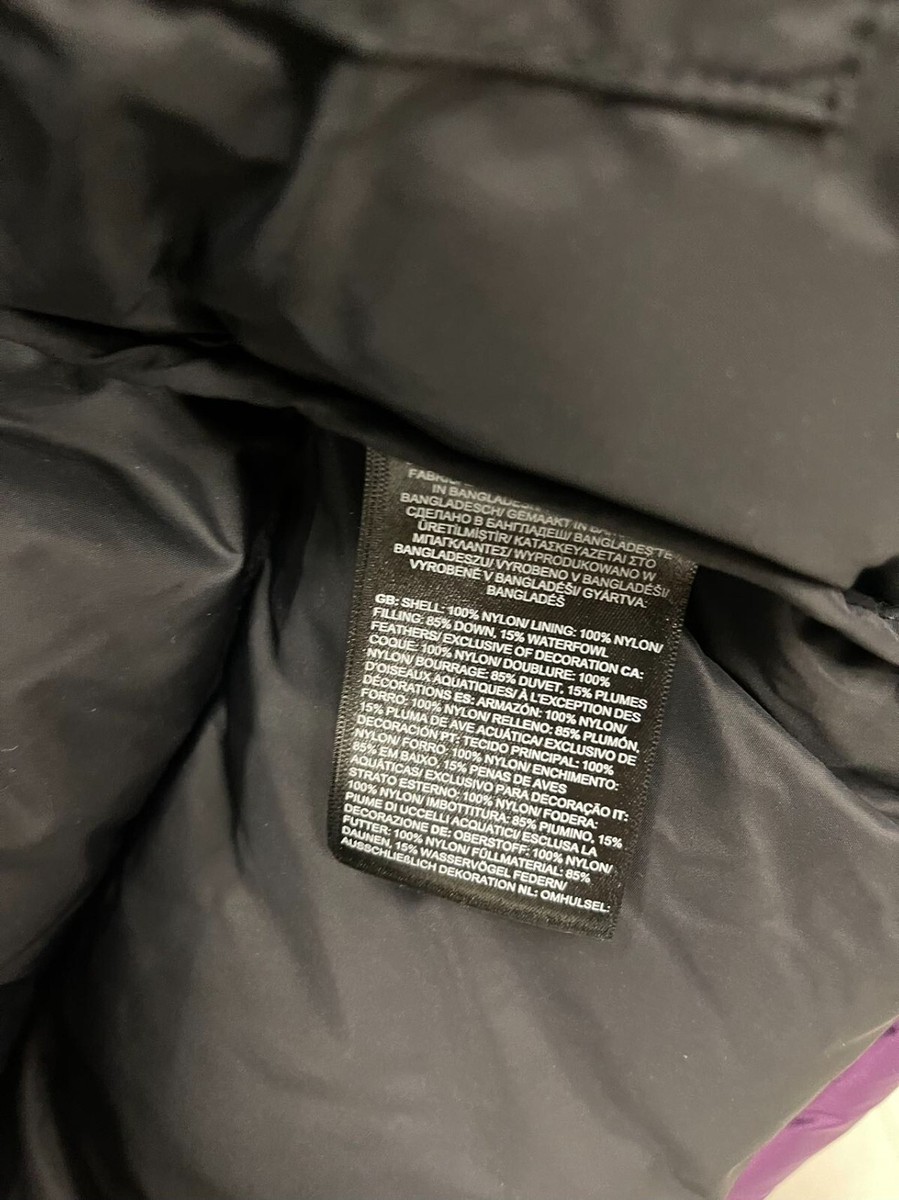 IN BANGLADESH
BANGLADESCH/ GEMAAKT IN
СДЕЛАНО В БАНГЛАДЕШ/ BANGLADEŞ'TE
ÜRETİLMİŞTİR/ ΚΑΤΑΣΚΕΥΑΖΕΤΑΙ ΣΤΟ
ΜΠΑΓΚΛΑΝΤΕΣ/ WYPRODUKOWANO W
BANGLADESZU/ VYROBENO V BANGLADÉŠI/
VYROBENÉ V BANGLADÉŠI/ GYÁRTVA:
BANGLADÉŠ
GB: SHELL: 100% NYLON/ LINING: 100% NYLON/
FILLING: 85% DOWN, 15% WATERFOWL
FEATHERS/ EXCLUSIVE OF DECORATION CA:
COQUE: 100% NYLON/ DOUBLURE: 100%
NYLON/ BOURRAGE: 85% DUVET, 15% PLUMES
D'OISEAUX AQUATIQUES/ À L'EXCEPTION DES
DÉCORATIONS ES: ARMAZÓN: 100% NYLON/
FORRO: 100% NYLON/ RELLENO: 85% PLUMÓN,
15% PLUMA DE AVE ACUÁTICA/ EXCLUSIVO DE
DECORACIÓN PT: TECIDO PRINCIPAL: 100%
NYLON/ FORRO: 100% NYLON/ ENCHIMENTO:
85% EM BAIXO, 15% PENAS DE AVES
AQUÁTICAS/ EXCLUSIVO PARA DECORAÇÃO IT:
STRATO ESTERNO: 100% NYLON/ FODERA:
100% NYLON/ IMBOTTITURA: 85% PIUMINO, 15%
PIUME DI UCCELLI ACQUATICI/ ESCLUSA LA
DECORAZIONE DE: OBERSTOFF: 100% NYLON/
FUTTER: 100% NYLON/ FÜLLMATERIAL: 85%
DAUNEN, 15% WASSERVÖGEL FEDERN/
AUSSCHLIEßLICH DEKORATION NL: OMHULSEL: